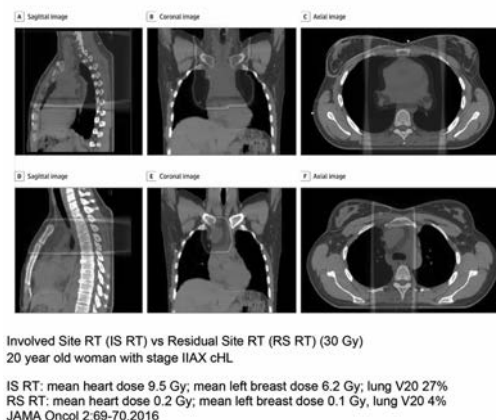 A Sagittal image B Coronal image C Axial image
D Sagittal image E Coronal image F Axial image
Involved Site RT (IS RT) vs Residual Site RT (RS RT) (30 Gy)
20 year old woman with stage IIAX cHL
IS RT: mean heart dose 9.5 Gy; mean left breast dose 6.2 Gy; lung V20 27%
RS RT: mean heart dose 0.2 Gy; mean left breast dose 0.1 Gy, lung V20 4%
JAMA Oncol 2:69-70,2016